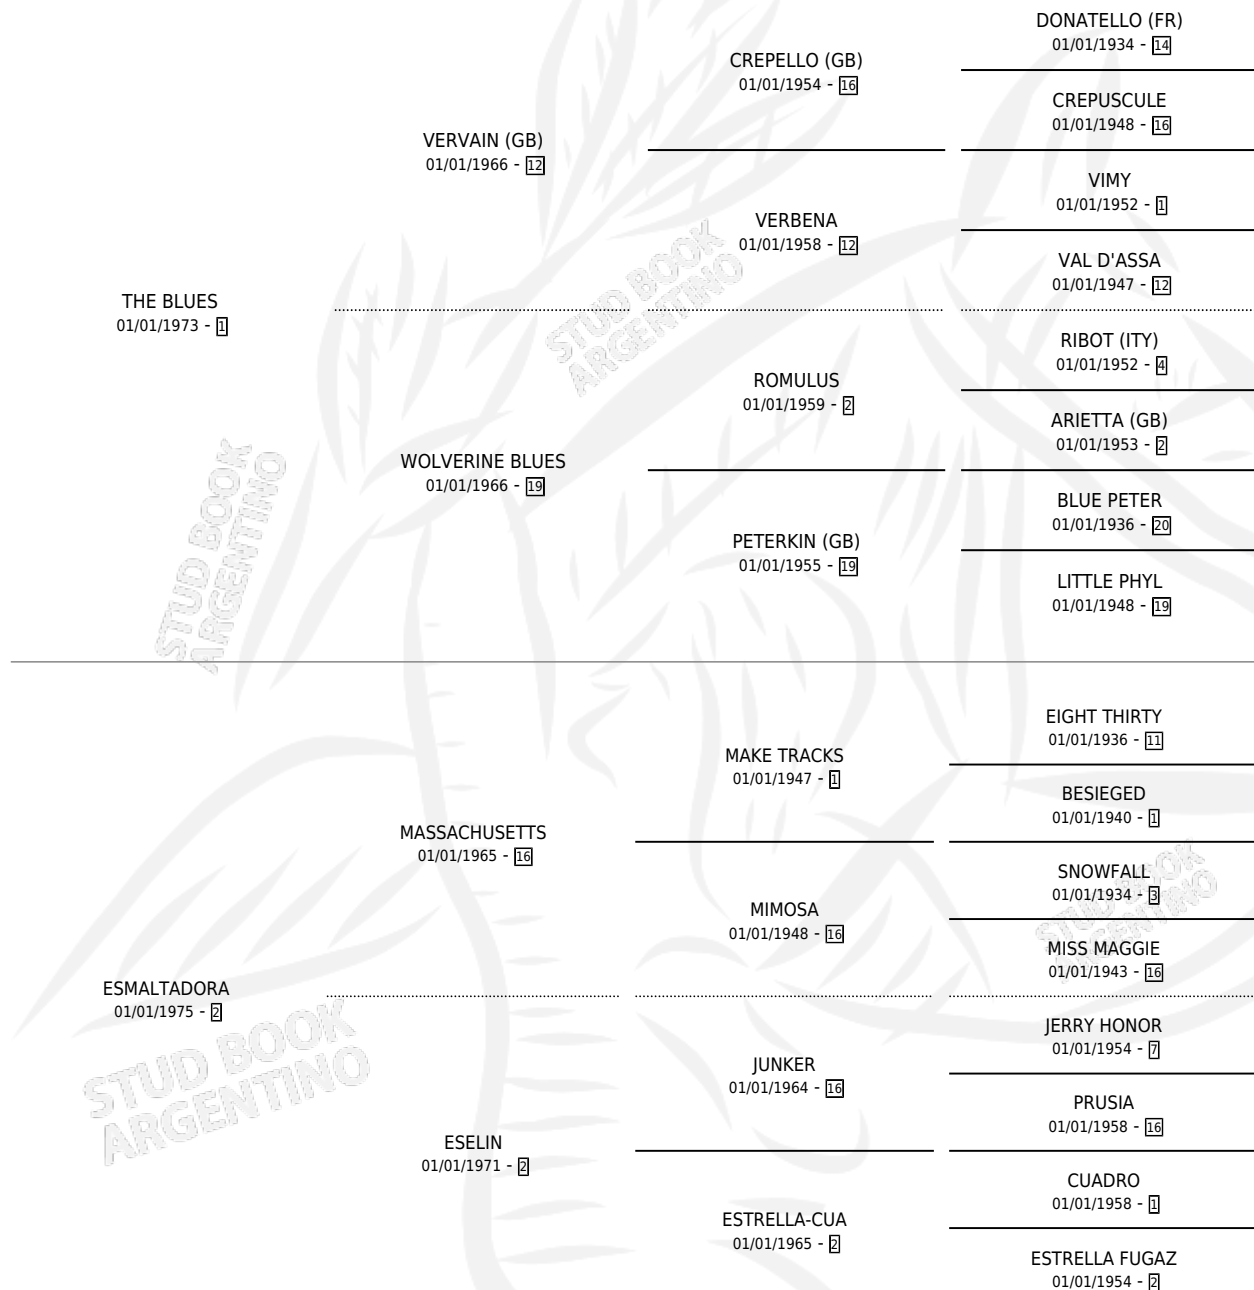 DONATELLO (FR)
01/01/1934 - 14
CREPELLO (GB)
01/01/1954 - 16
CREPUSCULE
01/01/1948 - 16
VERVAIN (GB)
01/01/1966 - 12
VIMY
01/01/1952 - 1
VERBENA
01/01/1958 - 12
VAL D'ASSA
01/01/1947 - 12
THE BLUES
01/01/1973 - 1
RIBOT (ITY)
01/01/1952 - 4
ROMULUS
01/01/1959 - 2
ARIETTA (GB)
01/01/1953 - 2
WOLVERINE BLUES
01/01/1966 - 19
BLUE PETER
01/01/1936 - 20
PETERKIN (GB)
01/01/1955 - 19
LITTLE PHYL
01/01/1948 - 19
EIGHT THIRTY
01/01/1936 - 11
MAKE TRACKS
01/01/1947 - 1
BESIEGED
01/01/1940 - 1
MASSACHUSETTS
01/01/1965 - 16
SNOWFALL
01/01/1934 - 3
MIMOSA
01/01/1948 - 16
MISS MAGGIE
01/01/1943 - 16
ESMALTADORA
01/01/1975 - 2
JERRY HONOR
01/01/1954 - 7
JUNKER
01/01/1964 - 16
PRUSIA
01/01/1958 - 16
ESELIN
01/01/1971 - 2
CUADRO
01/01/1958 - 1
ESTRELLA-CUA
01/01/1965 - 2
ESTRELLA FUGAZ
01/01/1954 - 2
STUD BOOK
ARGENTINO
STUD BOOK
ARGENTINO
STUD BOOK
ARGENTINO
STUD BOOK
ARGENTINO